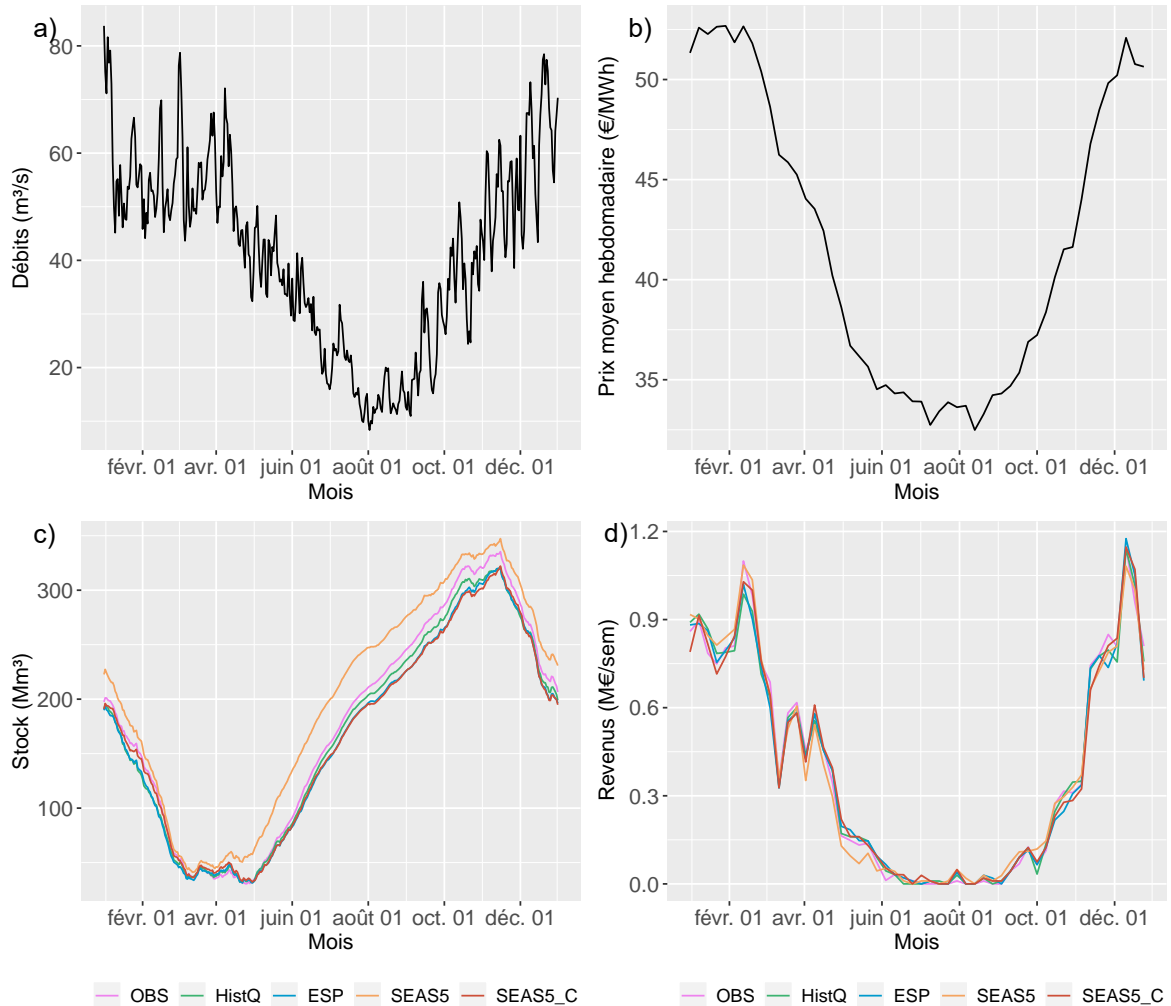 a)
80
60
40
20
Débits (m³/s)
févr. 01 avr. 01 juin 01 août 01 oct. 01 déc. 01
Mois
b)
50
45
40
35
Prix moyen hebdomadaire (€/MWh)
févr. 01 avr. 01 juin 01 août 01 oct. 01 déc. 01
Mois
c)
300
200
100
Stock (Mm³)
févr. 01 avr. 01 juin 01 août 01 oct. 01 déc. 01
Mois
OBS HistQ ESP SEAS5 SEAS5_C
d)
1.2
0.9
0.6
0.3
0.0
Revenus (M€/sem)
févr. 01 avr. 01 juin 01 août 01 oct. 01 déc. 01
Mois
OBS HistQ ESP SEAS5 SEAS5_C